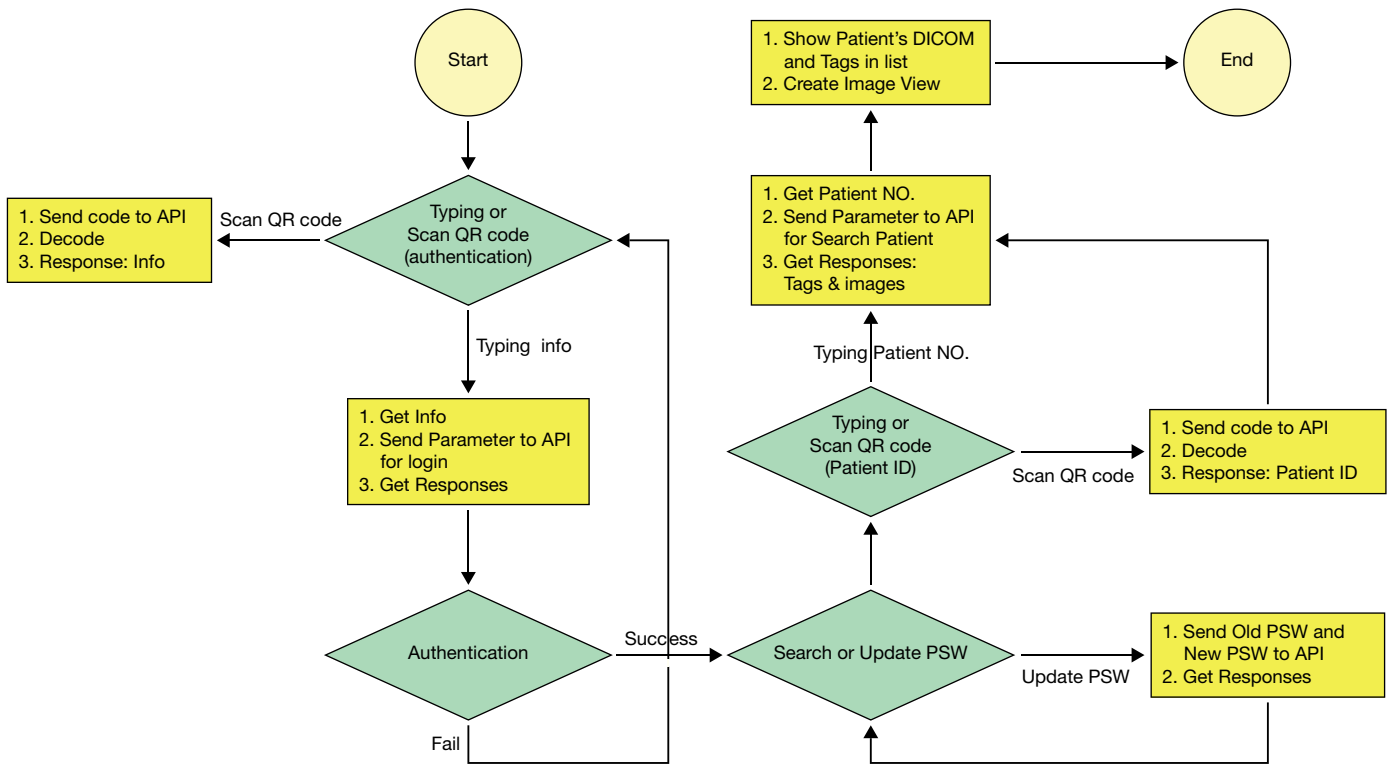 Start
Typing or
Scan QR code
(authentication)
Scan QR code
1. Send code to API
2. Decode
3. Response: Info
Typing info
1. Get Info
2. Send Parameter to API
for login
3. Get Responses
Authentication
Fail
Success
Search or Update PSW
Update PSW
1. Send Old PSW and
New PSW to API
2. Get Responses
Typing or
Scan QR code
(Patient ID)
Scan QR code
1. Send code to API
2. Decode
3. Response: Patient ID
Typing Patient NO.
1. Get Patient NO.
2. Send Parameter to API
for Search Patient
3. Get Responses:
Tags & images
1. Show Patient's DICOM
and Tags in list
2. Create Image View
End